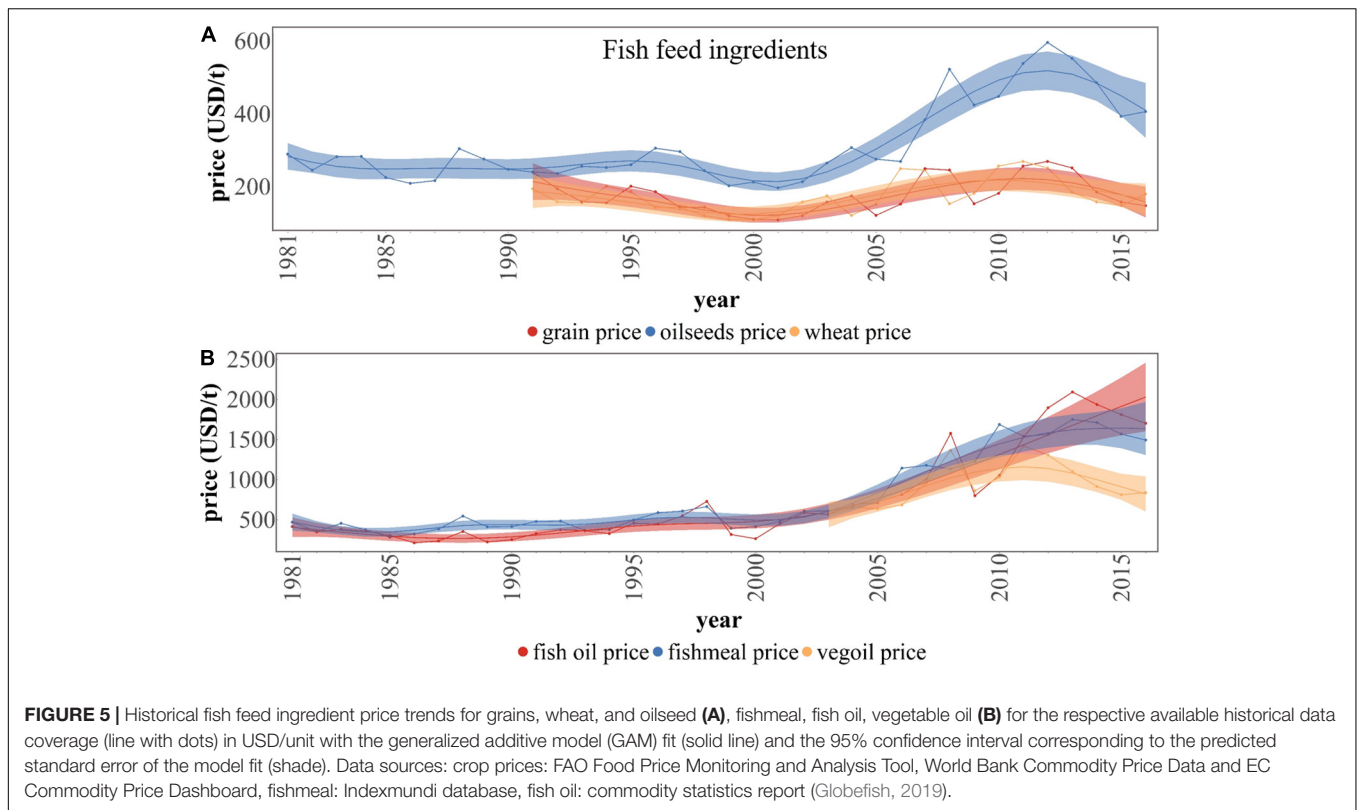 A
Fish feed ingredients
price (USD/t)
600
400
200
1981
1985
1990
1995
2000
2005
2010
2015
year
grain price oilseeds price wheat price
B
price (USD/t)
2500
2000
1500
1000
500
1981
1985
1990
1995
2000
2005
2010
2015
year
fish oil price fishmeal price vegoil price
FIGURE 5 | Historical fish feed ingredient price trends for grains, wheat, and oilseed (A), fishmeal, fish oil, vegetable oil (B) for the respective available historical data
coverage (line with dots) in USD/unit with the generalized additive model (GAM) fit (solid line) and the 95% confidence interval corresponding to the predicted
standard error of the model fit (shade). Data sources: crop prices: FAO Food Price Monitoring and Analysis Tool, World Bank Commodity Price Data and EC
Commodity Price Dashboard, fishmeal: Indexmundi database, fish oil: commodity statistics report (Globefish, 2019).